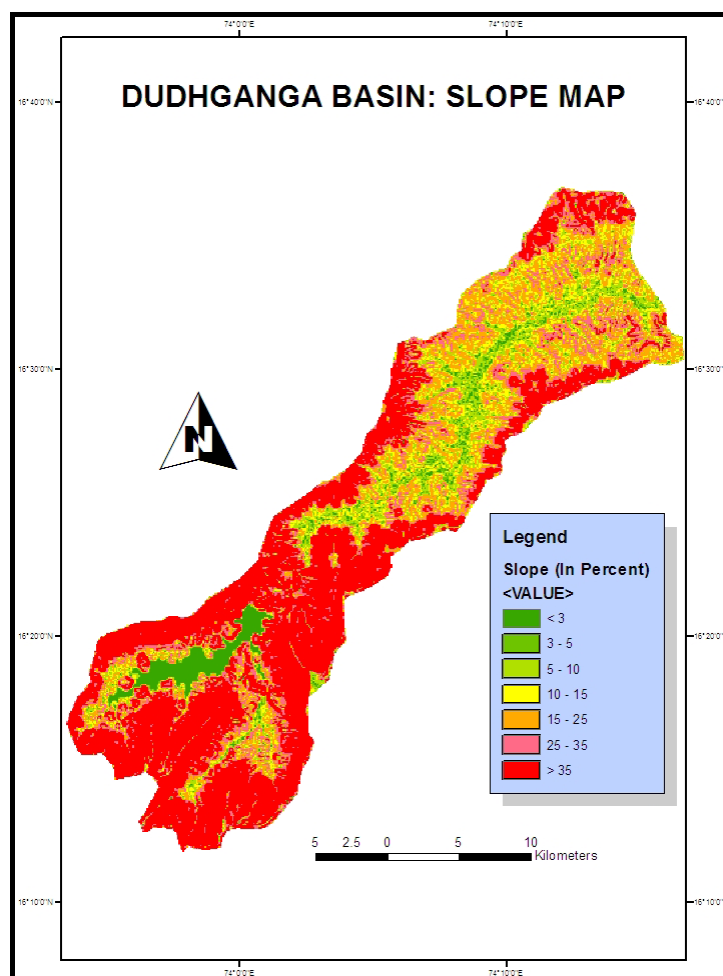 74°0'0"E 74°10'0"E
DUDHGANGA BASIN: SLOPE MAP
16°40'0"N 16°40'0"N
16°30'0"N 16°30'0"N
N
Legend
Slope (In Percent)
<VALUE>
< 3
3 - 5
5 - 10
10 - 15
15 - 25
25 - 35
> 35
16°20'0"N 16°20'0"N
5 2.5 0 5 10
Kilometers
16°10'0"N 16°10'0"N
74°0'0"E 74°10'0"E